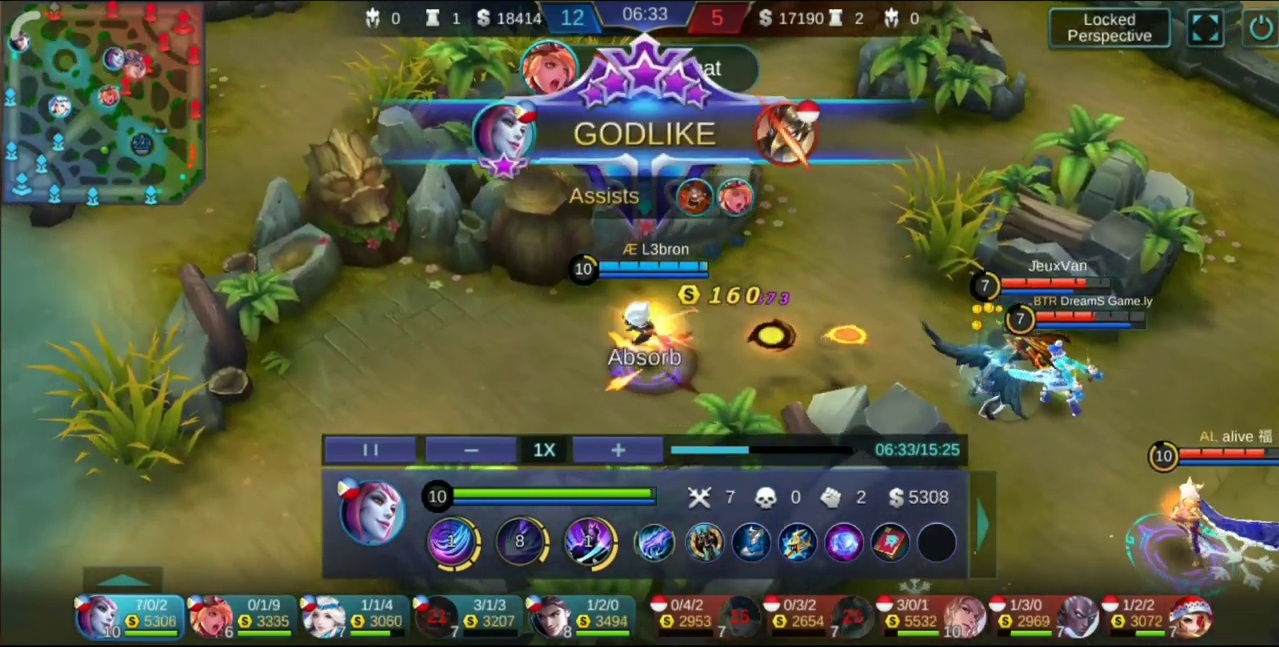 0 1 18414 12 06:33 5 17190 2 0
Locked
Perspective
at
GODLIKE
Assists
Æ L3bron
10
160 73
Absorb
JeuxVan
7
BTR DreamS Game.ly
7
AL alive 福
10
1X 06:33/15:25
10 7 0 2 5308
1 8 1
7/0/2 0/1/9 1/1/4 3/1/3 1/2/0 0/4/2 0/3/2 3/0/1 1/3/0 1/2/2
5308 3335 3060 3207 3494 2953 2654 5532 2969 3072
10 6 7 21 7 8 7 16 7 10 7 7